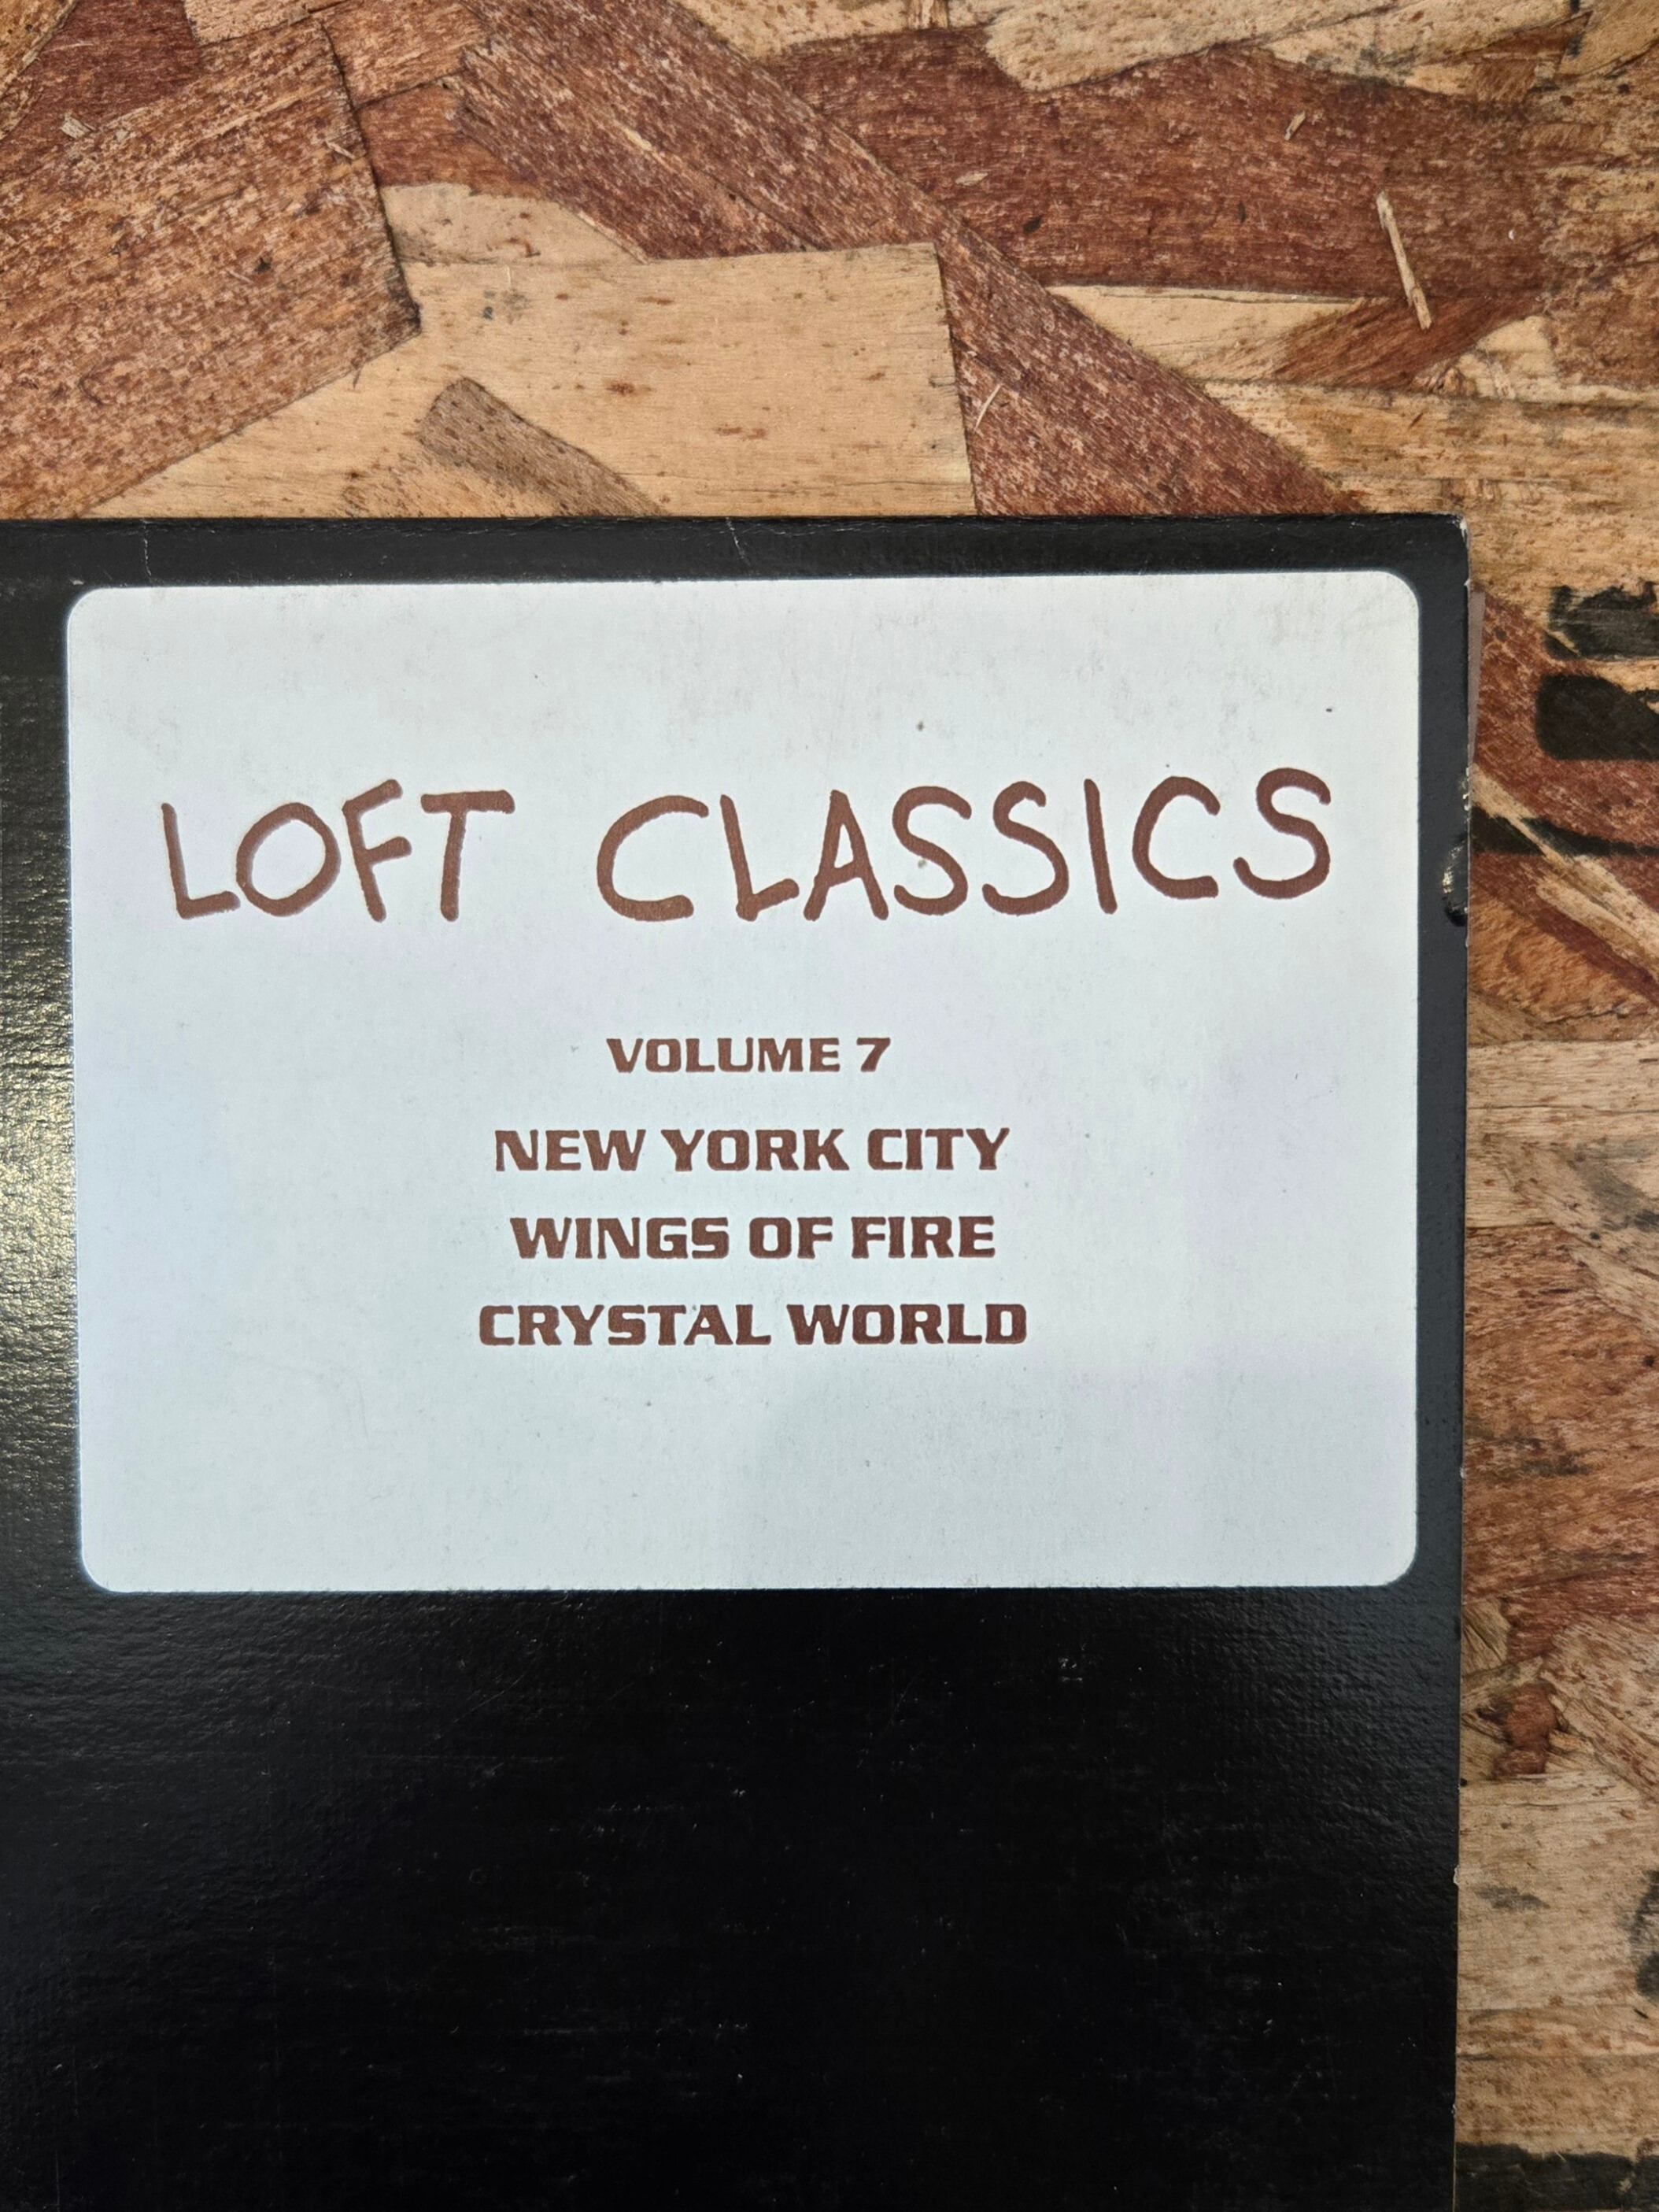 LOFT CLASSICS
VOLUME 7
NEW YORK CITY
WINGS OF FIRE
CRYSTAL WORLD